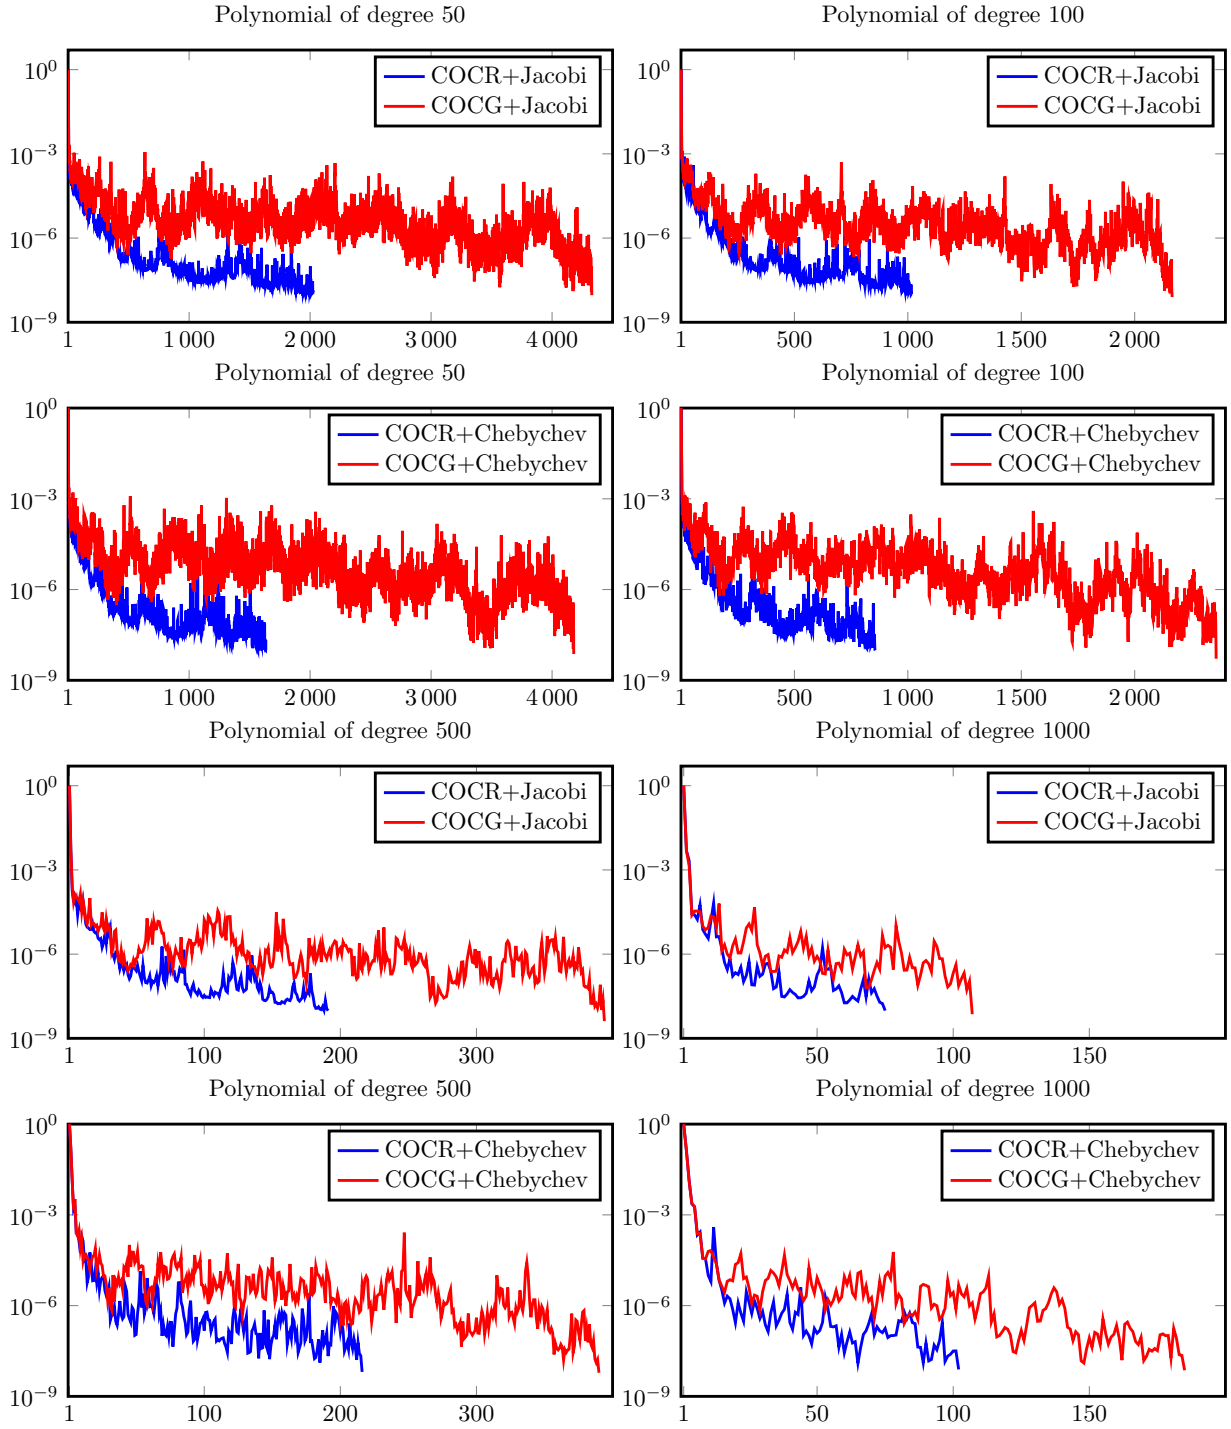 Polynomial of degree 50
Polynomial of degree 100
10^0
10^−3
10^−6
10^−9
COCR+Jacobi
COCG+Jacobi
1 1 000 2 000 3 000 4 000
10^0
10^−3
10^−6
10^−9
COCR+Jacobi
COCG+Jacobi
1 500 1 000 1 500 2 000
Polynomial of degree 50
Polynomial of degree 100
10^0
10^−3
10^−6
10^−9
COCR+Chebychev
COCG+Chebychev
1 1 000 2 000 3 000 4 000
10^0
10^−3
10^−6
10^−9
COCR+Chebychev
COCG+Chebychev
1 500 1 000 1 500 2 000
Polynomial of degree 500
Polynomial of degree 1000
10^0
10^−3
10^−6
10^−9
COCR+Jacobi
COCG+Jacobi
1 100 200 300
10^0
10^−3
10^−6
10^−9
COCR+Jacobi
COCG+Jacobi
1 50 100 150
Polynomial of degree 500
Polynomial of degree 1000
10^0
10^−3
10^−6
10^−9
COCR+Chebychev
COCG+Chebychev
1 100 200 300
10^0
10^−3
10^−6
10^−9
COCR+Chebychev
COCG+Chebychev
1 50 100 150